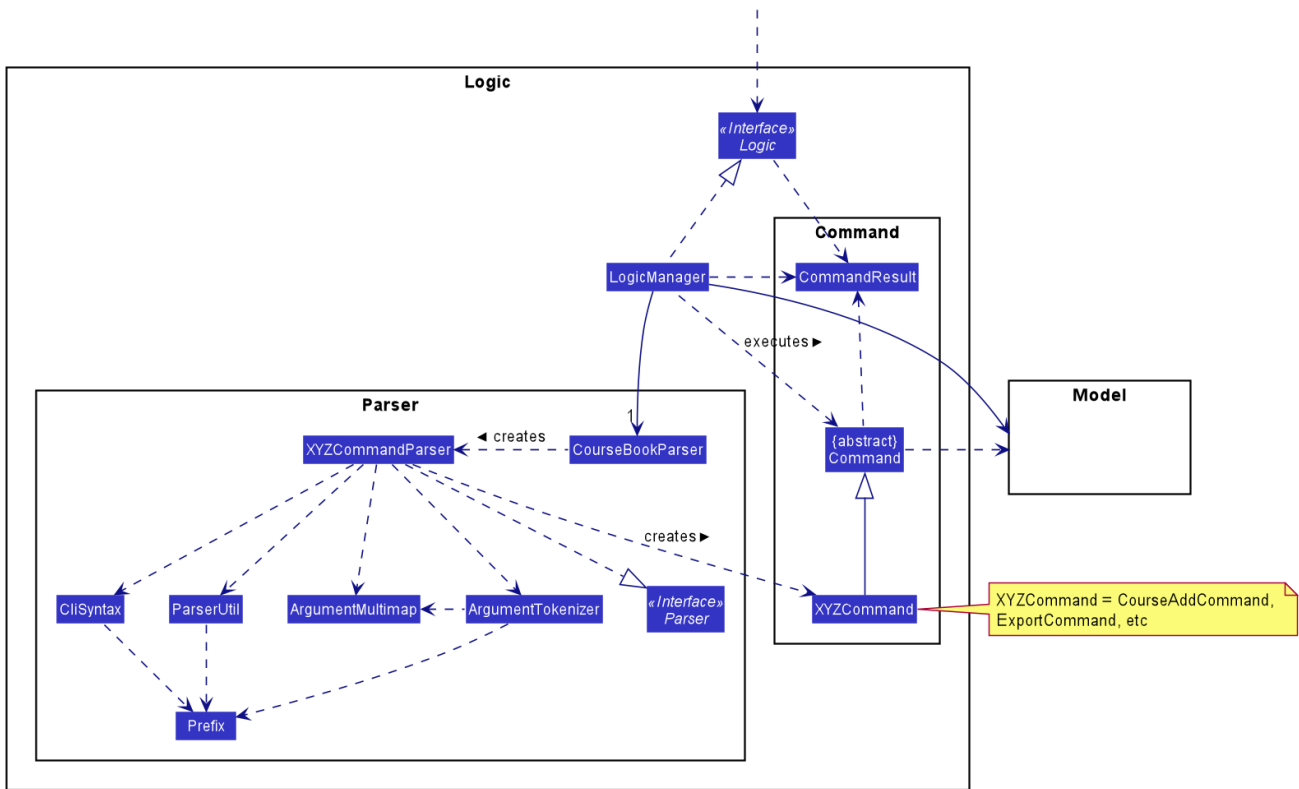 Logic
«Interface»
Logic
Command
LogicManager
CommandResult
executes ►
Parser
1
Model
XYZCommandParser
◄ creates
CourseBookParser
{abstract}
Command
creates ►
CliSyntax
ParserUtil
ArgumentMultimap
ArgumentTokenizer
«Interface»
Parser
XYZCommand
XYZCommand = CourseAddCommand,
ExportCommand, etc
Prefix